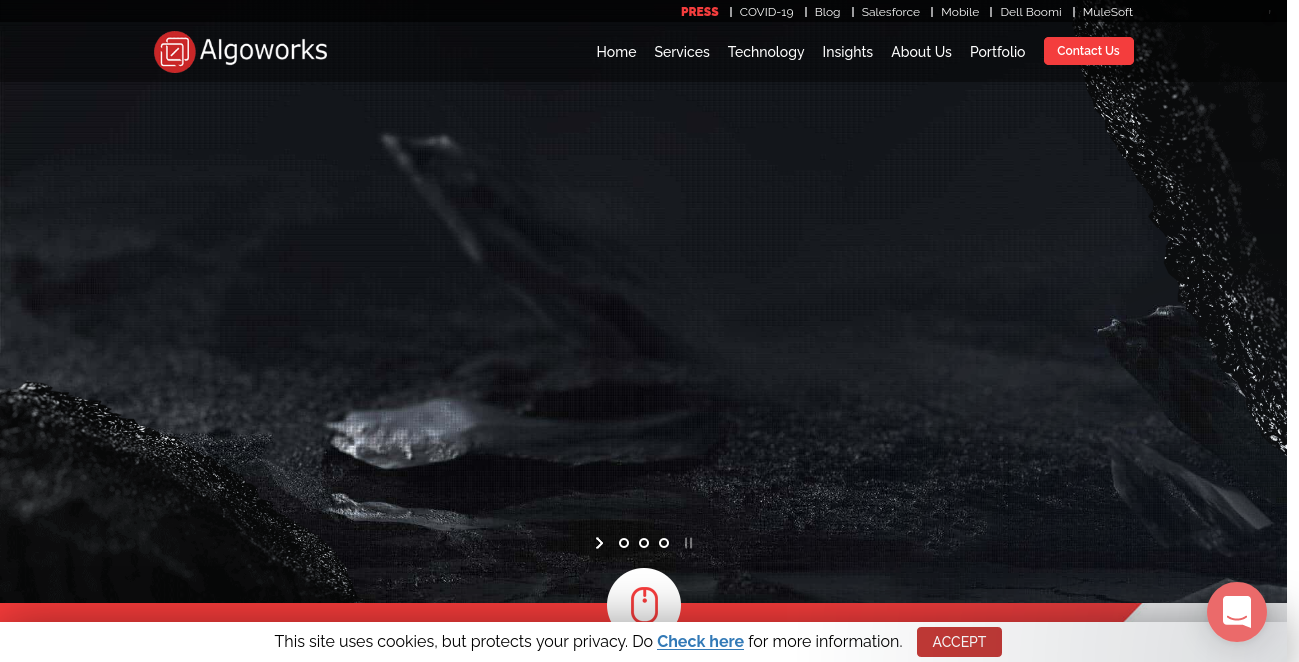 PRESS | COVID-19 | Blog | Salesforce | Mobile | Dell Boomi | MuleSoft
Algoworks
Home Services Technology Insights About Us Portfolio Contact Us
This site uses cookies, but protects your privacy. Do Check here for more information. ACCEPT